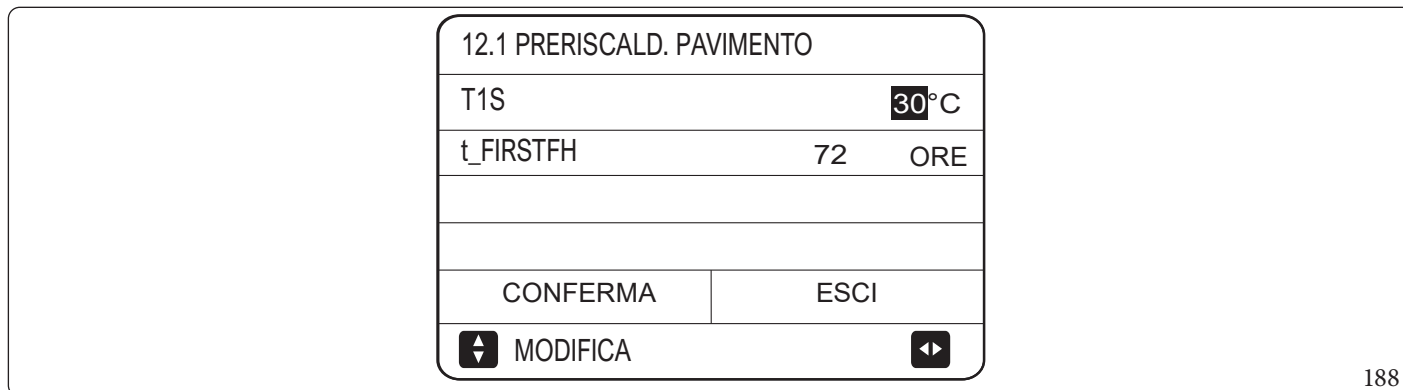 12.1 PRERISCALD. PAVIMENTO
T1S 30°C
t_FIRSTFH 72 ORE
CONFERMA ESCI
MODIFICA
188